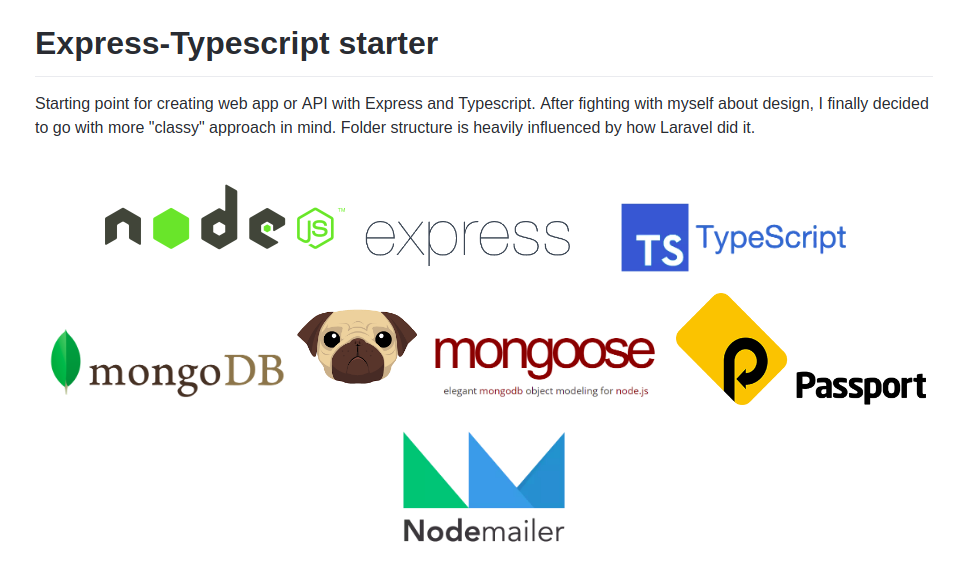 Express-Typescript starter
Starting point for creating web app or API with Express and Typescript. After fighting with myself about design, I finally decided
to go with more "classy" approach in mind. Folder structure is heavily influenced by how Laravel did it.
node JS ™
express
TS TypeScript
mongoDB
mongoose
elegant mongodb object modeling for node.js
P Passport
Nodemailer